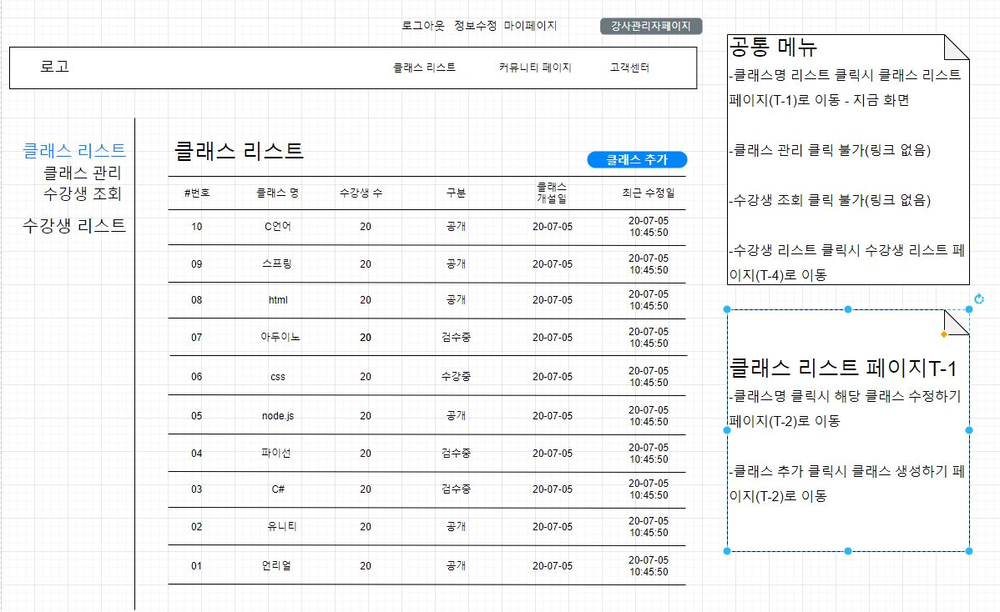 로그아웃 정보수정 마이페이지 강사관리자페이지
로고 클래스 리스트 커뮤니티 페이지 고객센터
클래스 리스트
클래스 관리
수강생 조회
수강생 리스트
클래스 리스트
클래스 추가
#번호 클래스 명 수강생 수 구분 클래스 개설일 최근 수정일
10 C언어 20 공개 20-07-05 20-07-05 10:45:50
09 스프링 20 공개 20-07-05 20-07-05 10:45:50
08 html 20 공개 20-07-05 20-07-05 10:45:50
07 아두이노 20 검수중 20-07-05 20-07-05 10:45:50
06 css 20 수강중 20-07-05 20-07-05 10:45:50
05 node.js 20 공개 20-07-05 20-07-05 10:45:50
04 파이선 20 검수중 20-07-05 20-07-05 10:45:50
03 C# 20 검수중 20-07-05 20-07-05 10:45:50
02 유니티 20 공개 20-07-05 20-07-05 10:45:50
01 언리얼 20 공개 20-07-05 20-07-05 10:45:50
공통 메뉴
-클래스명 리스트 클릭시 클래스 리스트
페이지(T-1)로 이동 - 지금 화면
-클래스 관리 클릭 불가(링크 없음)
-수강생 조회 클릭 불가(링크 없음)
-수강생 리스트 클릭시 수강생 리스트 페
이지(T-4)로 이동
클래스 리스트 페이지T-1
-클래스명 클릭시 해당 클래스 수정하기
페이지(T-2)로 이동
-클래스 추가 클릭시 클래스 생성하기 페
이지(T-2)로 이동